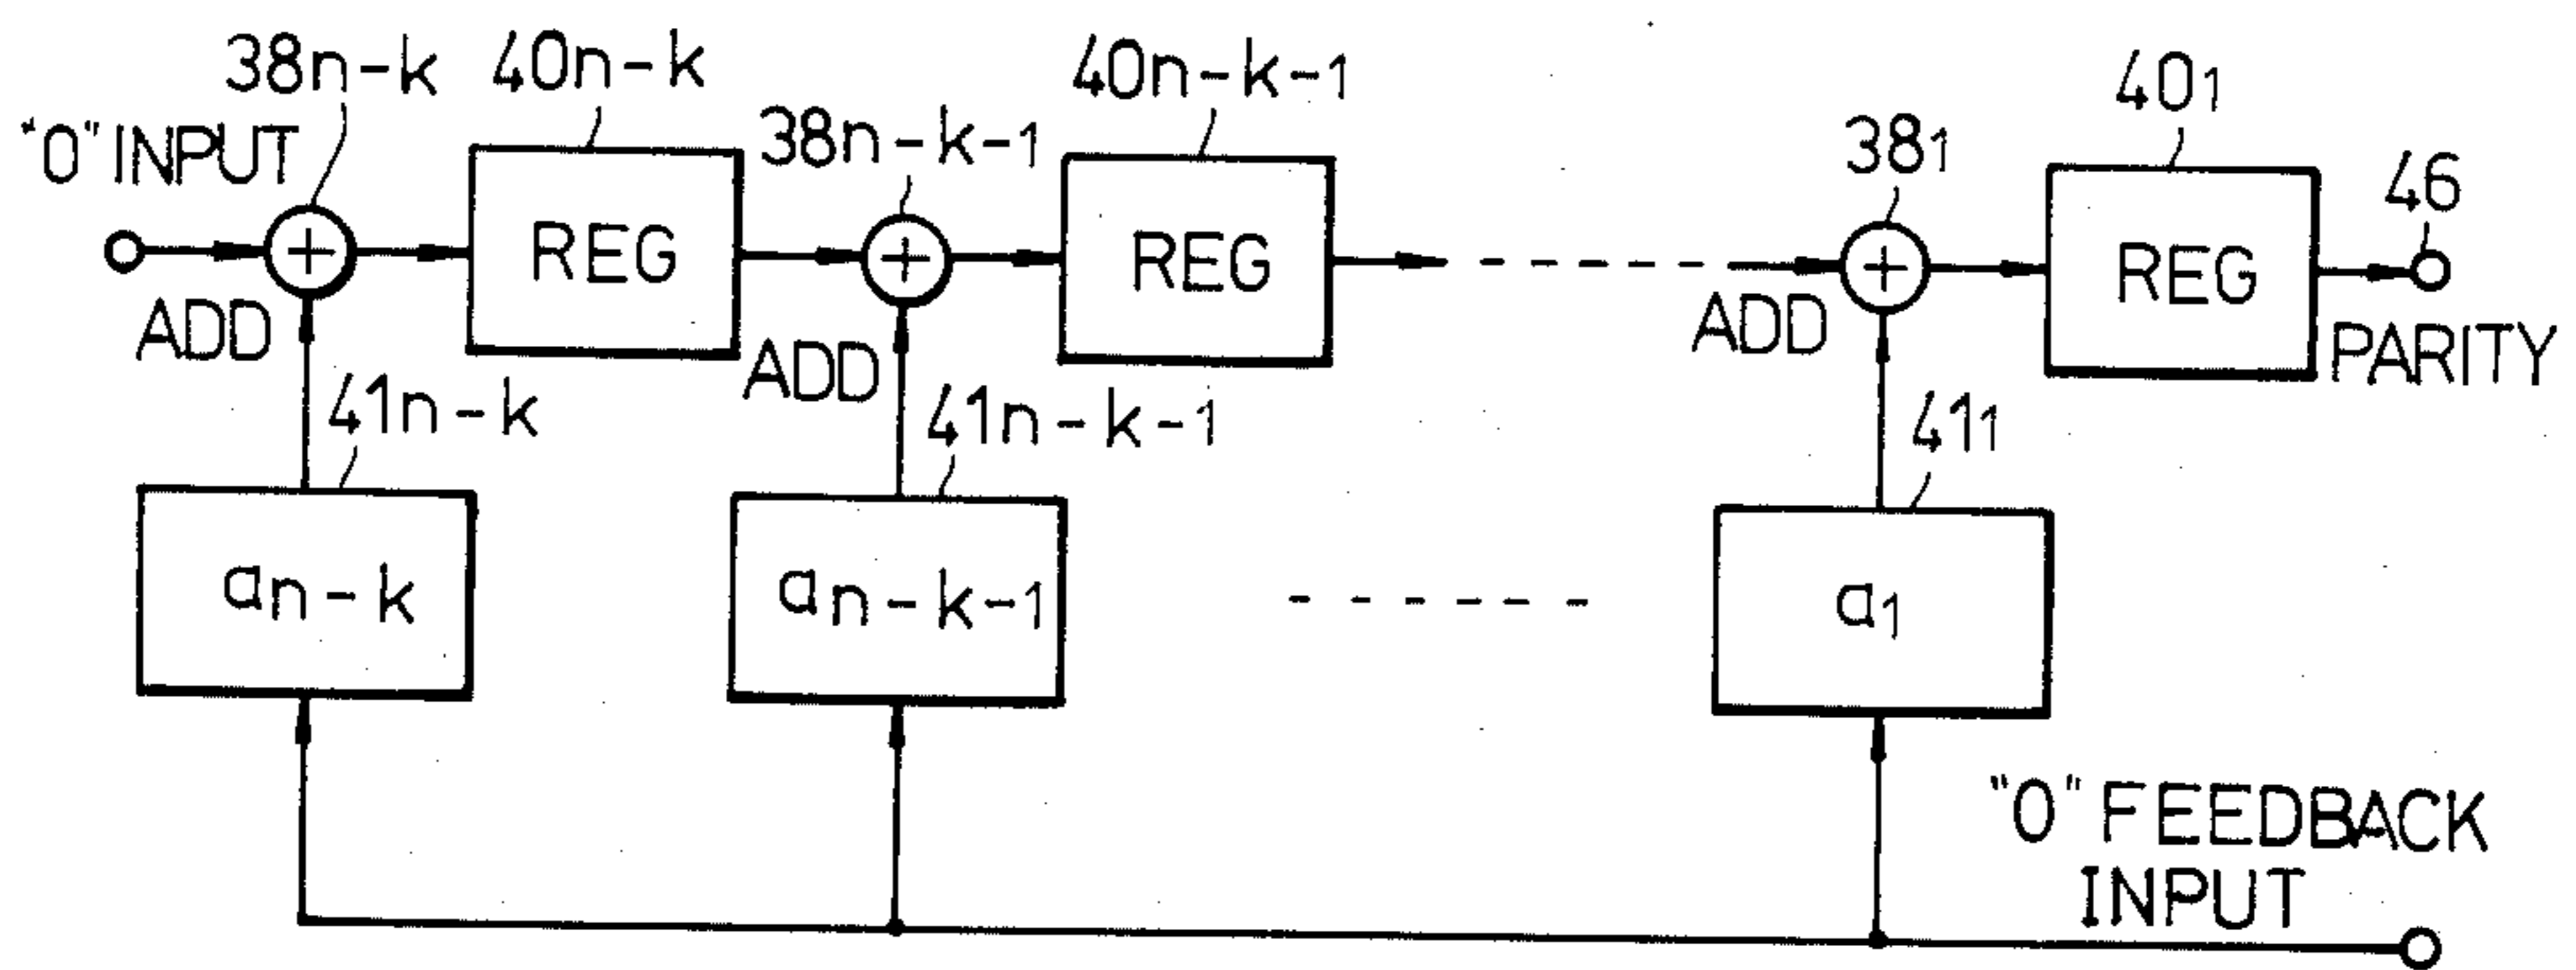 38n-k
40n-k
38n-k-1
40n-k-1
381
401
46
"0" INPUT
REG
REG
REG
ADD
ADD
ADD
PARITY
41n-k
41n-k-1
411
an-k
an-k-1
a1
"0" FEEDBACK
INPUT